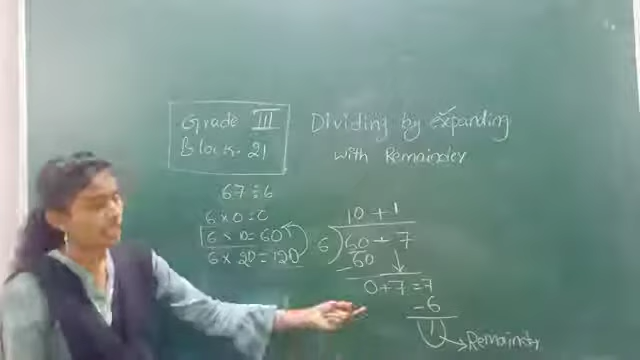 Grade III
Block. 21
Dividing by expanding
with Remainder
67 ÷ 6
6 x 0 = 0
6 x 10 = 60
6 x 20 = 120
10 + 1
6) 60 + 7
- 60
0 + 7 = 7
- 6
1
Remainder